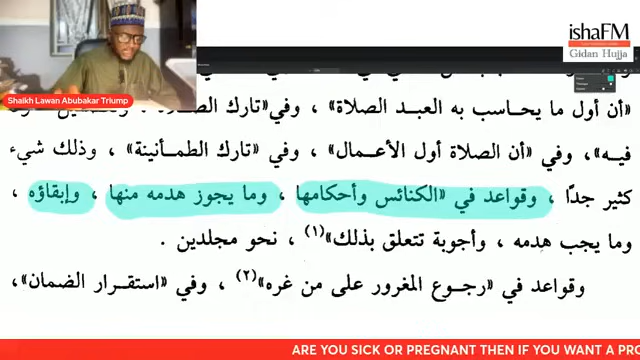 ishaFM
Gidan Hujja
Shaikh Lawan Abubakar Triump
«أن أول ما يحاسب به العبد الصلاة» ، وفي «تارك
فيه»، وفي «أن الصلاة أول الأعمال» ، وفي «تارك الطمأنينة» ، وذلك شيء
كثير جدًا ، وقواعد في «الكنائس وأحكامها ، وما يجوز هدمه منها ، وإبقاؤه ،
وما يجب هدمه ، وأجوبة تتعلق بذلك» (١) ، نحو مجلدين .
وقواعد في «رجوع المغرور على من غره» (٢) ، وفي «استقرار الضمان»،
ARE YOU SICK OR PREGNANT THEN IF YOU WANT A PRO